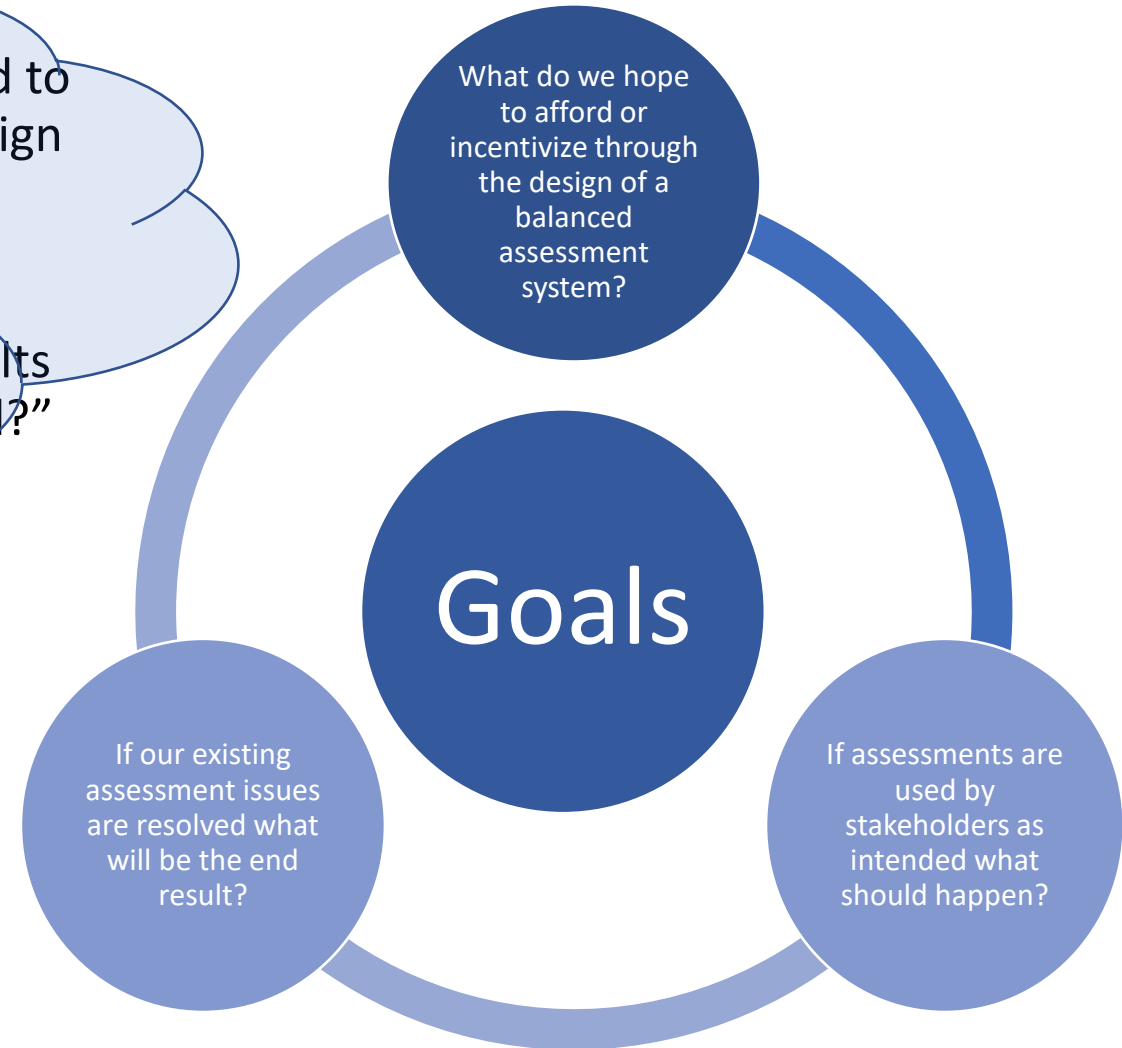 to
ign
lts
?”
What do we hope
to afford or
incentivize through
the design of a
balanced
assessment
system?
Goals
If our existing
assessment issues
are resolved what
will be the end
result?
If assessments are
used by
stakeholders as
intended what
should happen?